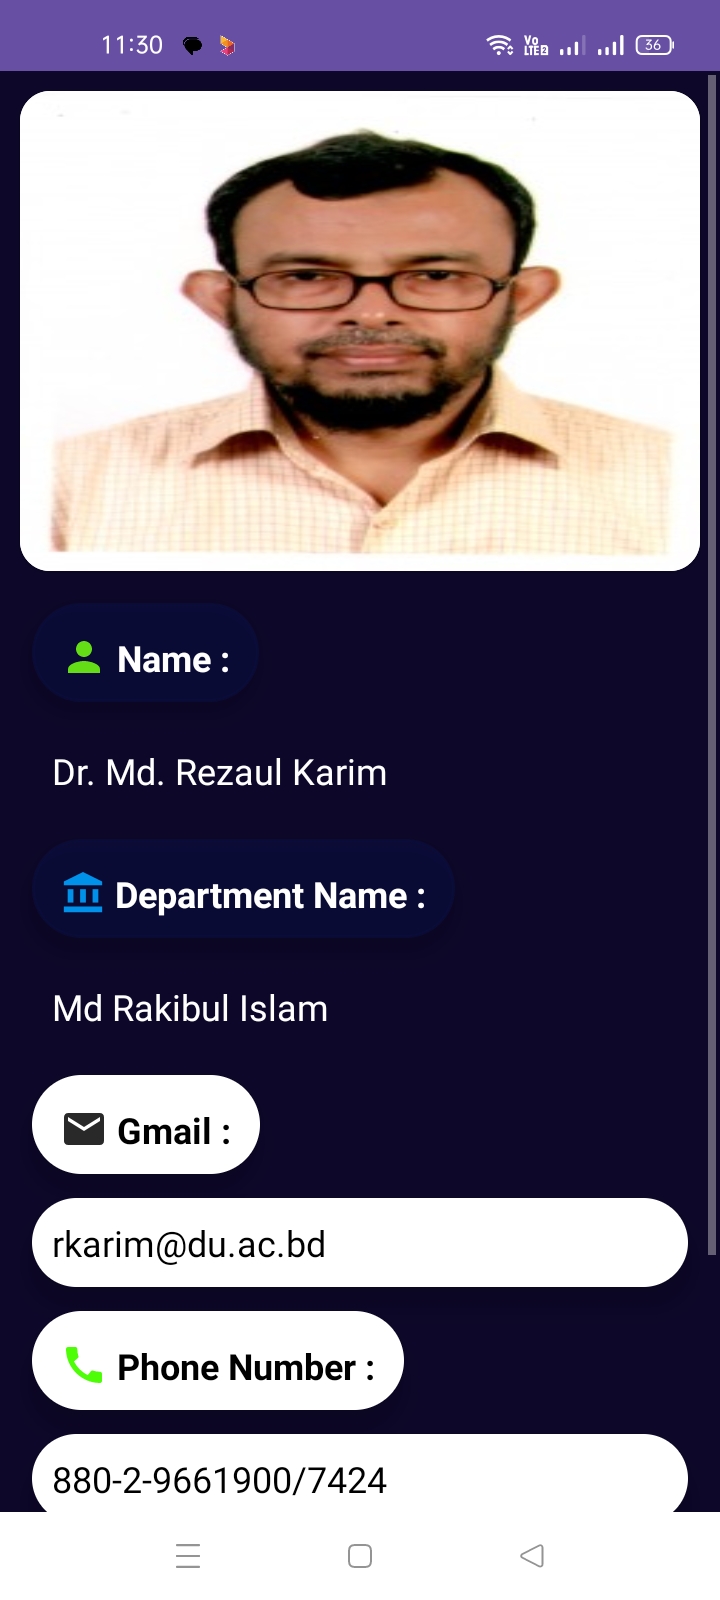 11:30
Vo
LTE2
36
Name :
Dr. Md. Rezaul Karim
Department Name :
Md Rakibul Islam
Gmail :
rkarim@du.ac.bd
Phone Number :
880-2-9661900/7424